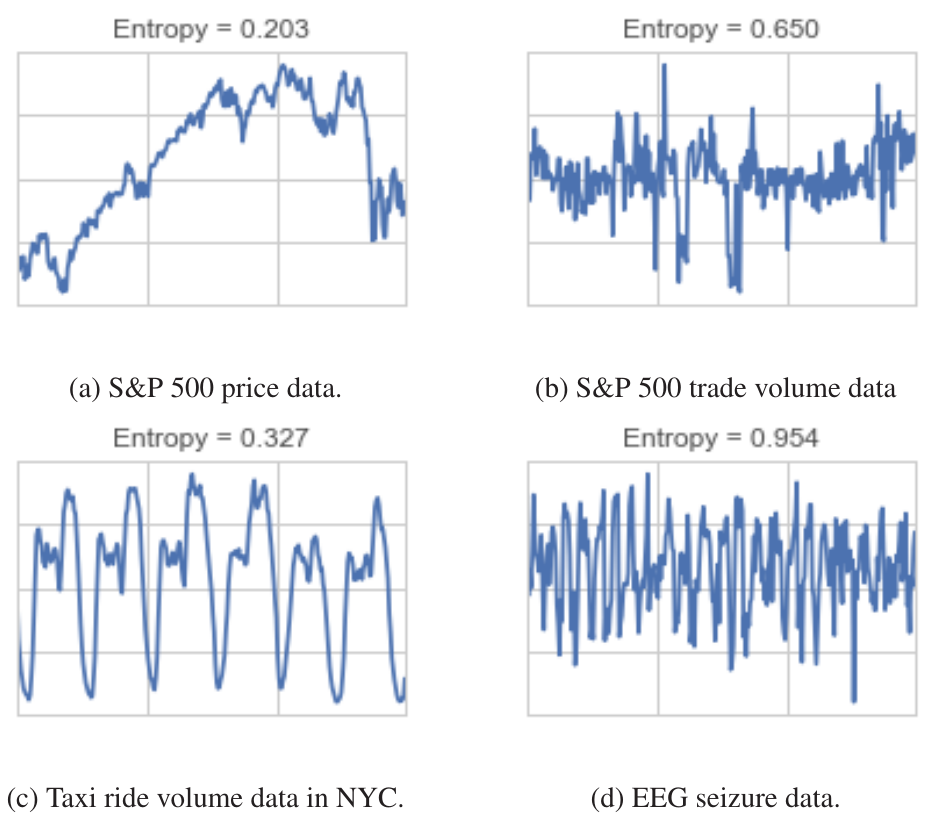 Entropy = 0.203
Entropy = 0.650
(a) S&P 500 price data.
(b) S&P 500 trade volume data
Entropy = 0.327
Entropy = 0.954
(c) Taxi ride volume data in NYC.
(d) EEG seizure data.